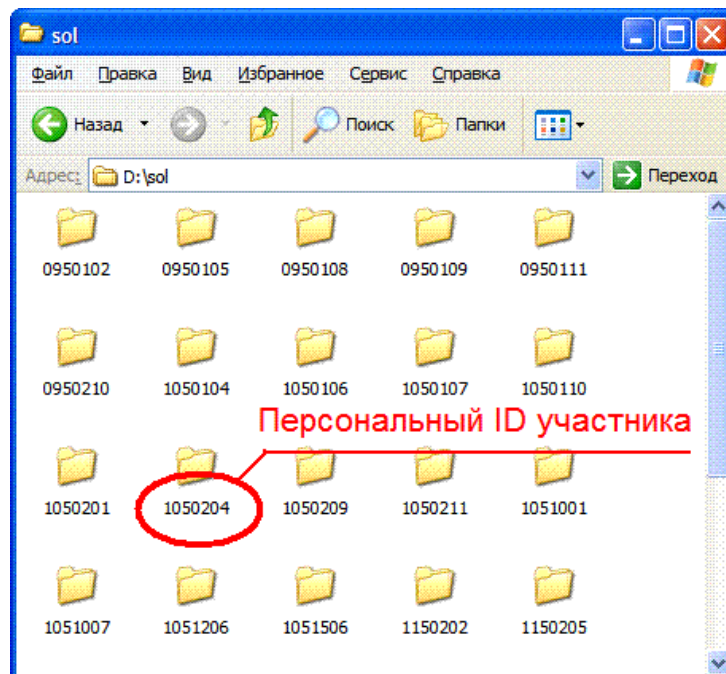 sol
Файл Правка Вид Избранное Сервис Справка
Назад Поиск Папки
Адрес: D:\sol Переход
0950102 0950105 0950108 0950109 0950111
0950210 1050104 1050106 1050107 1050110
Персональный ID участника
1050201 1050204 1050209 1050211 1051001
1051007 1051206 1051506 1150202 1150205